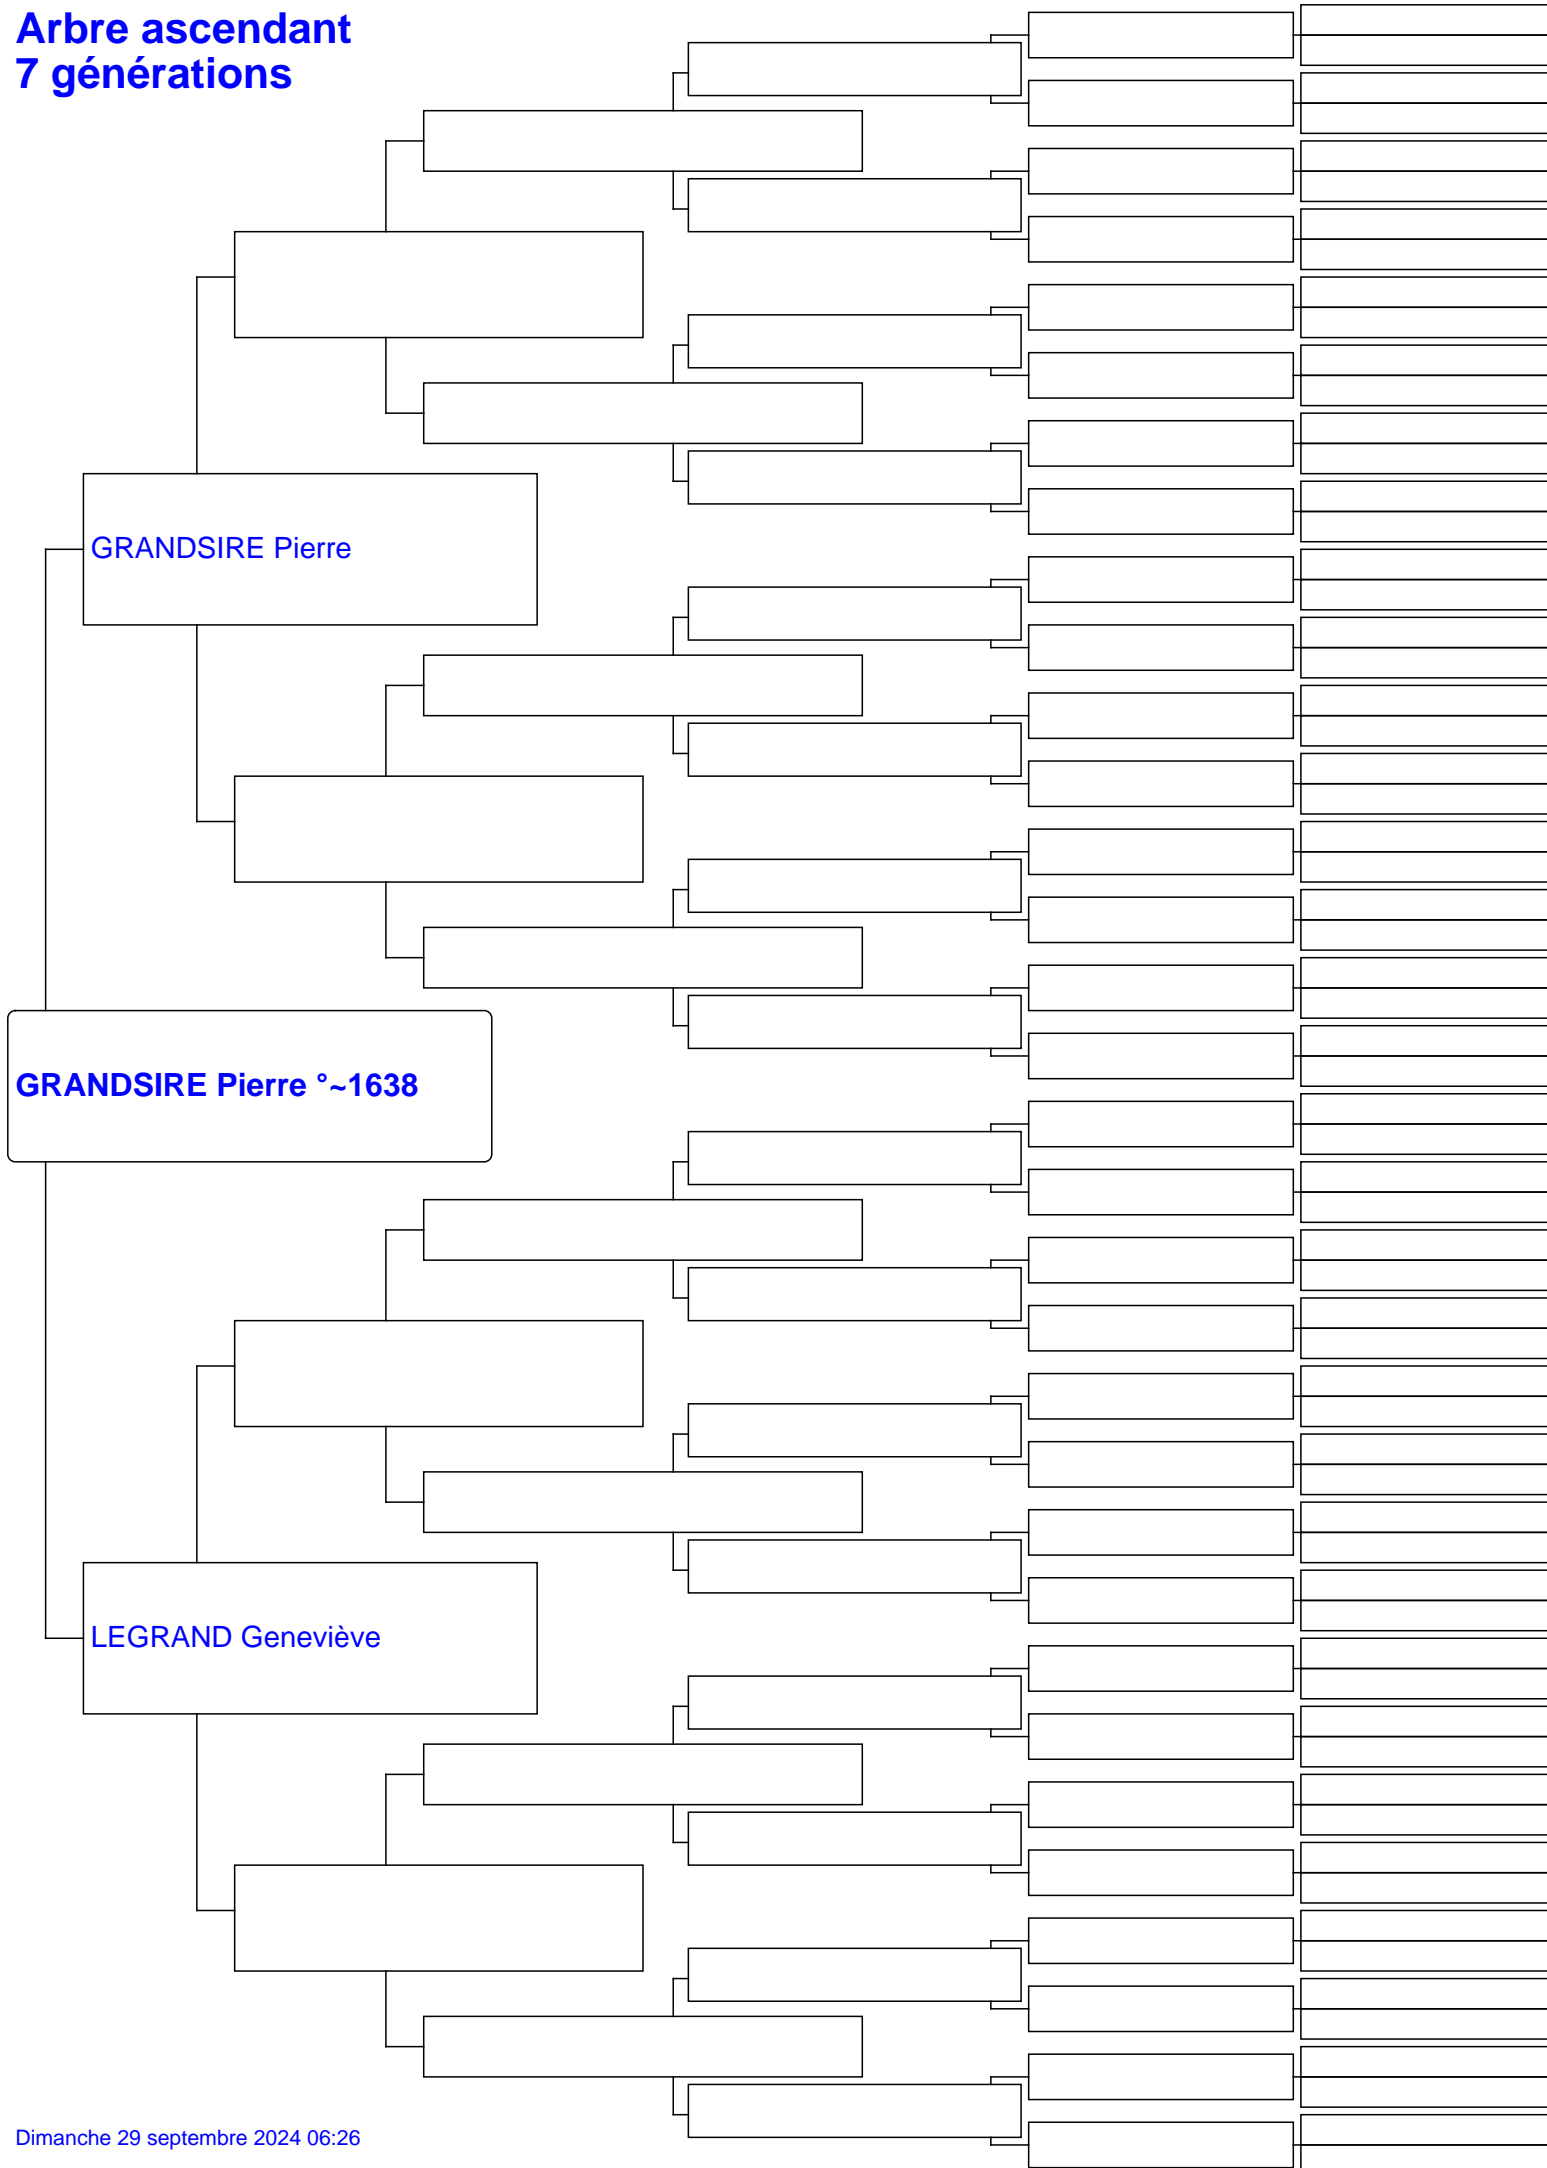 Arbre ascendant
7 générations
GRANDSIRE Pierre
GRANDSIRE Pierre °~1638
LEGRAND Geneviève
Dimanche 29 septembre 2024 06:26